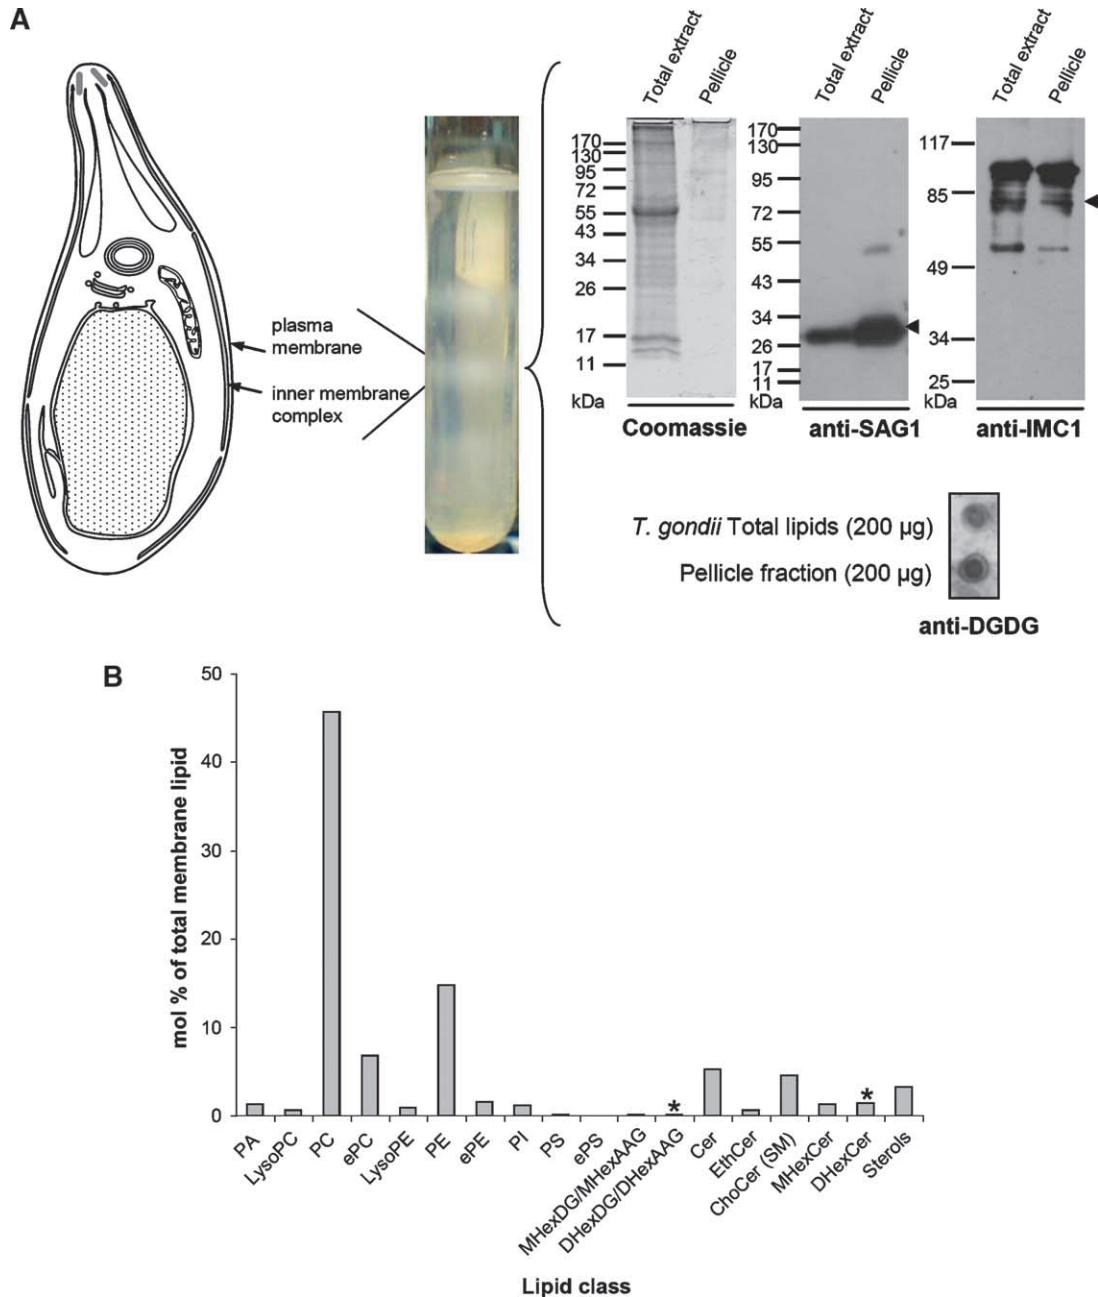 A
plasma
membrane
inner membrane
complex
Total extract
Pellicle
170
130
95
72
55
43
34
26
17
11
kDa
Coomassie
Total extract
Pellicle
170
130
95
72
55
43
34
26
17
11
kDa
anti-SAG1
Total extract
Pellicle
117
85
49
34
25
kDa
anti-IMC1
T. gondii Total lipids (200 µg)
Pellicle fraction (200 µg)
anti-DGDG
B
mol % of total membrane lipid
50
40
30
20
10
0
PA
LysoPC
PC
ePC
LysoPE
PE
ePE
PI
PS
ePS
MHexDG/MHexAAG
*
DHexDG/DHexAAG
Cer
EthCer
ChoCer (SM)
MHexCer
*
DHexCer
Sterols
Lipid class